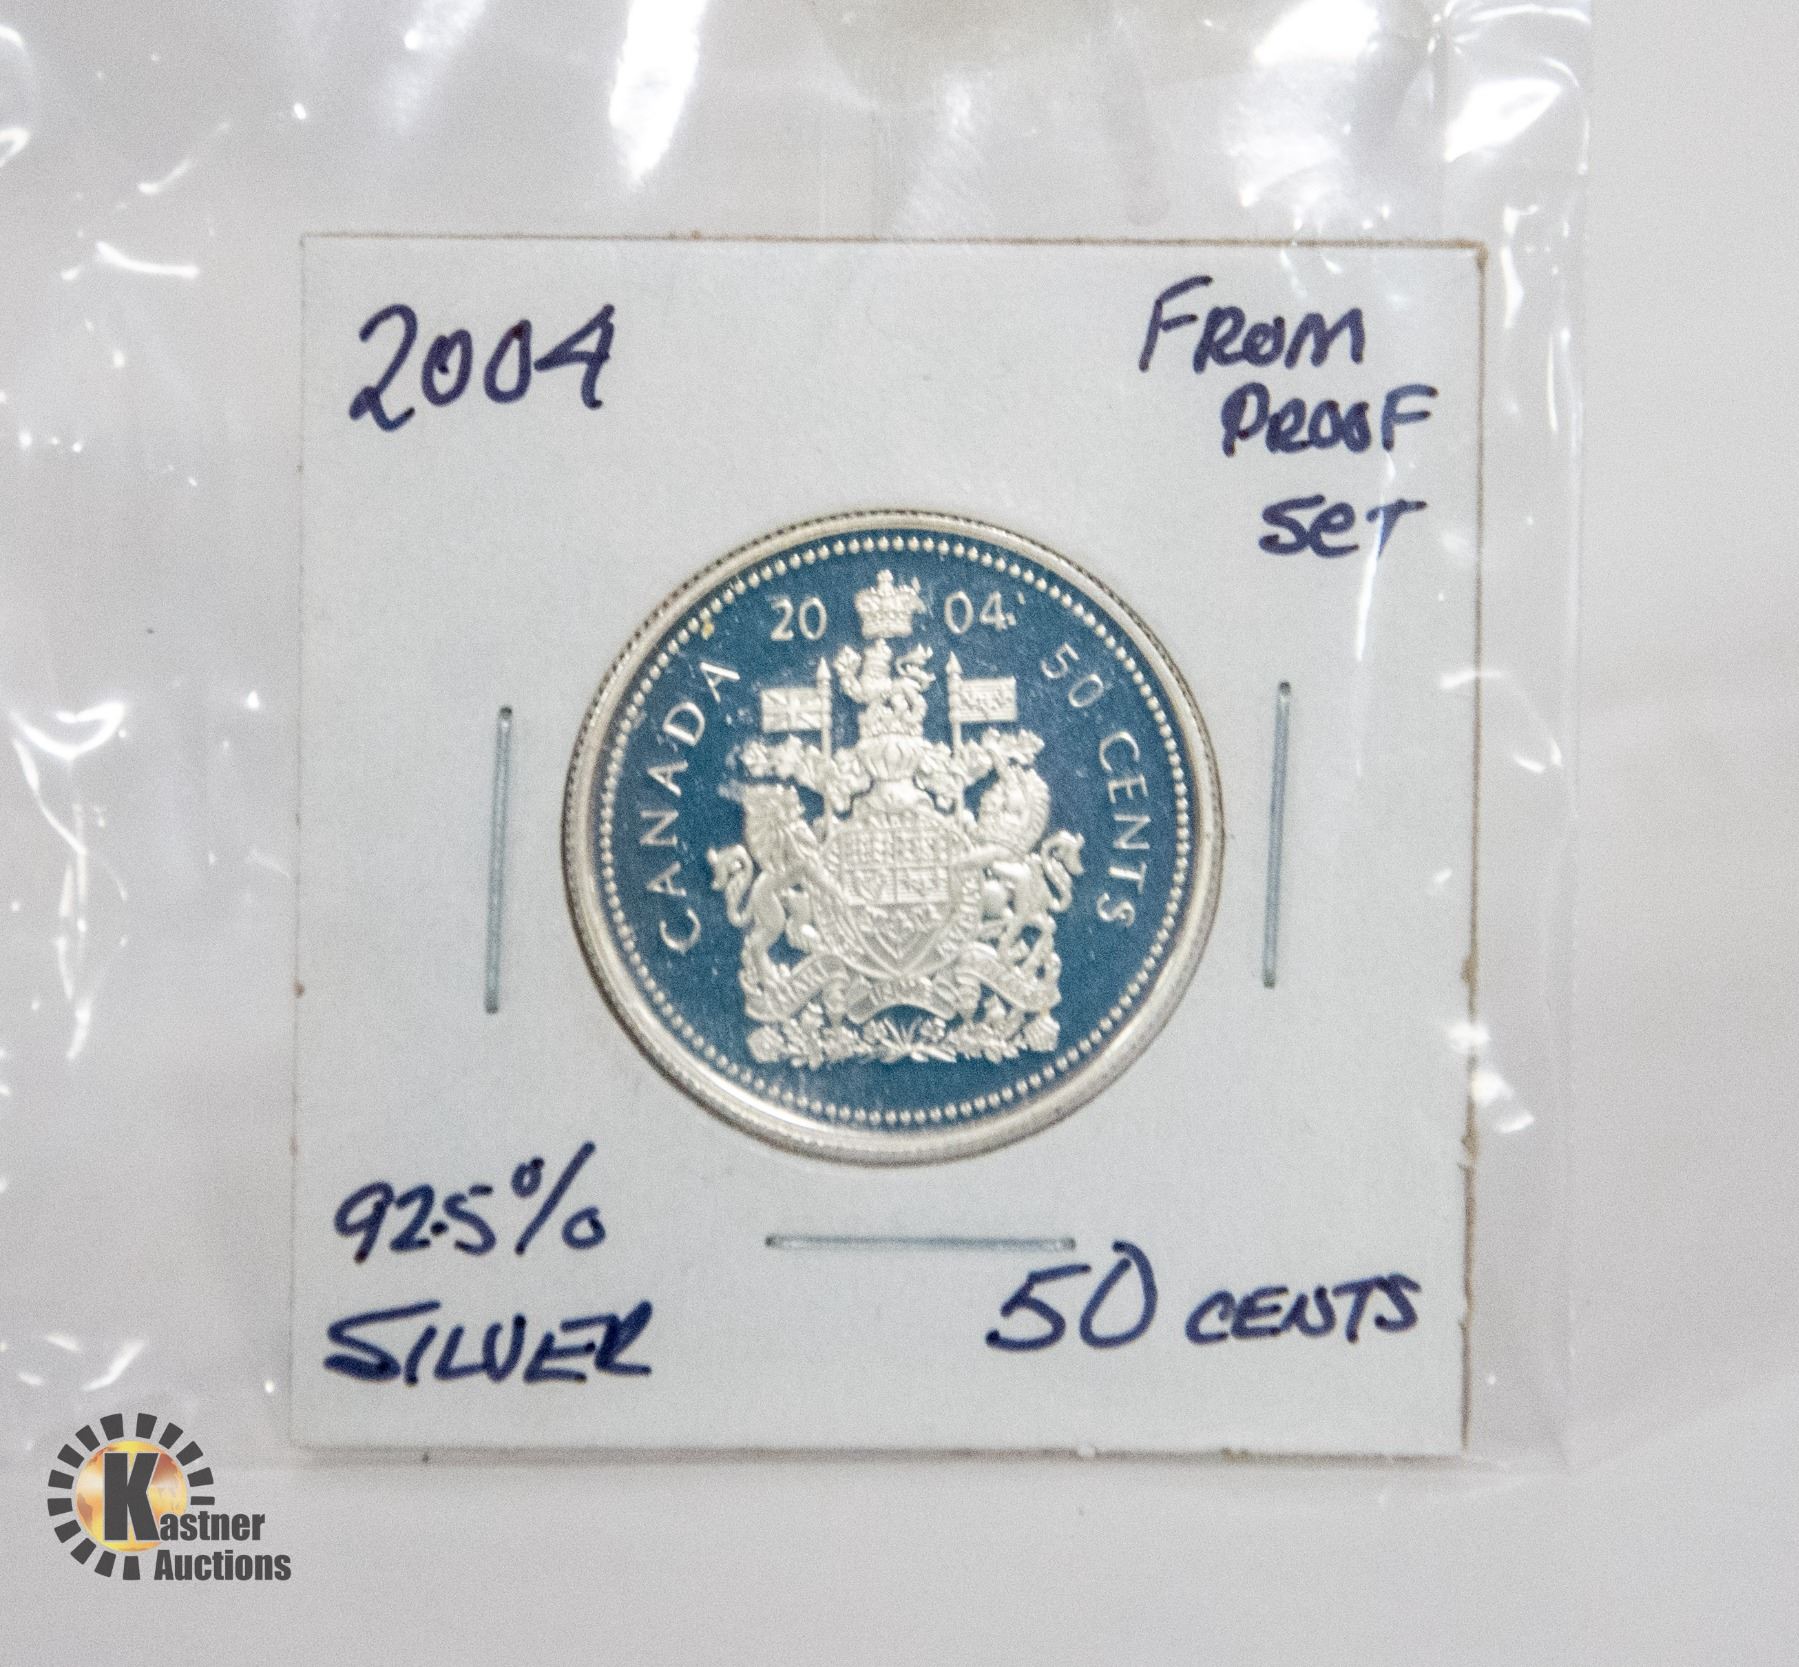 2004
FROM
PROOF
SET
20 04
CANADA
50 CENTS
92.5%
SILVER
50 CENTS
Kastner
Auctions